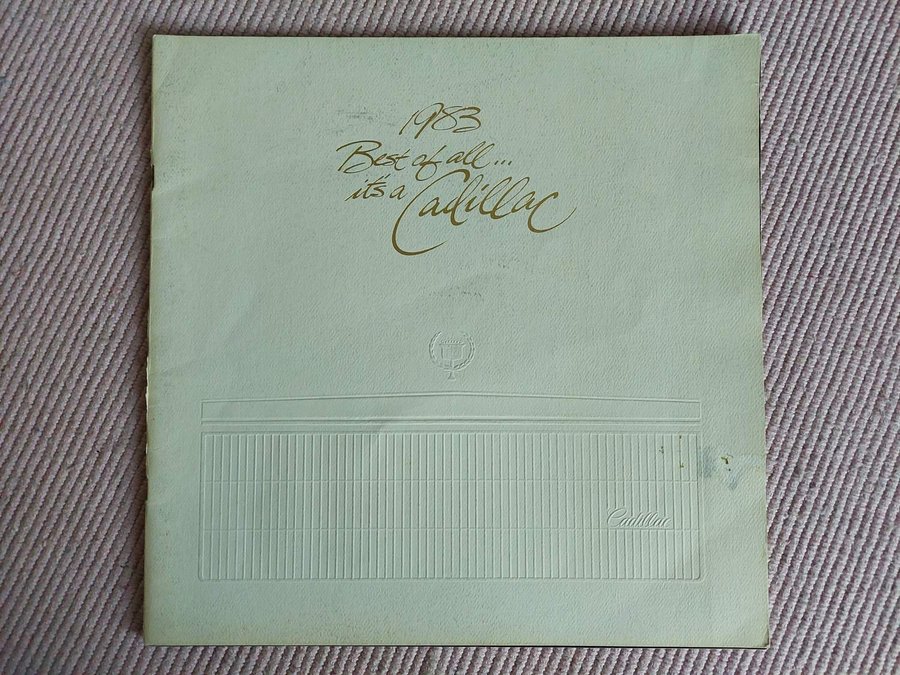 1983
Best of all...
it's a Cadillac
Cadillac